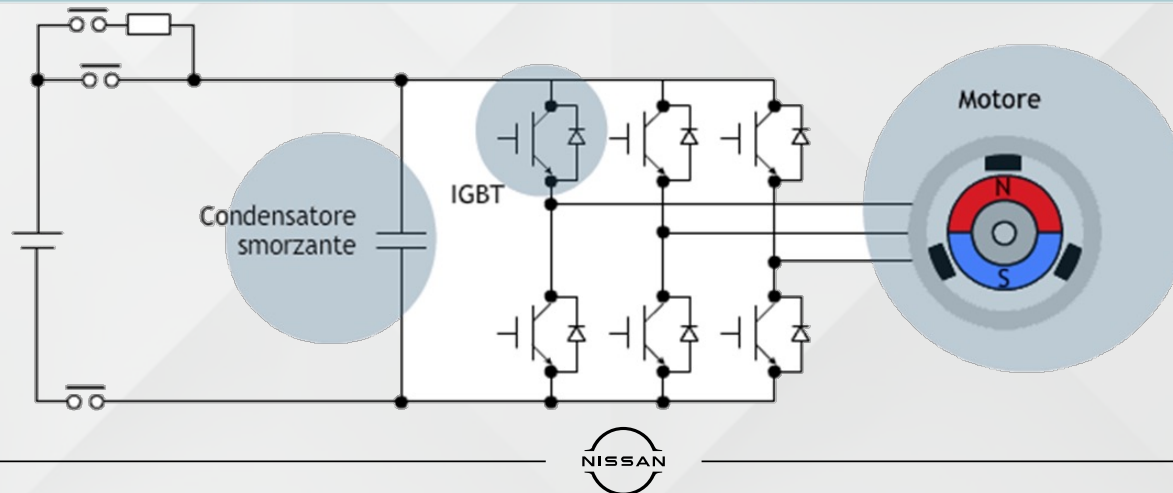 Motore
N
S
IGBT
Condensatore
smorzante
NISSAN